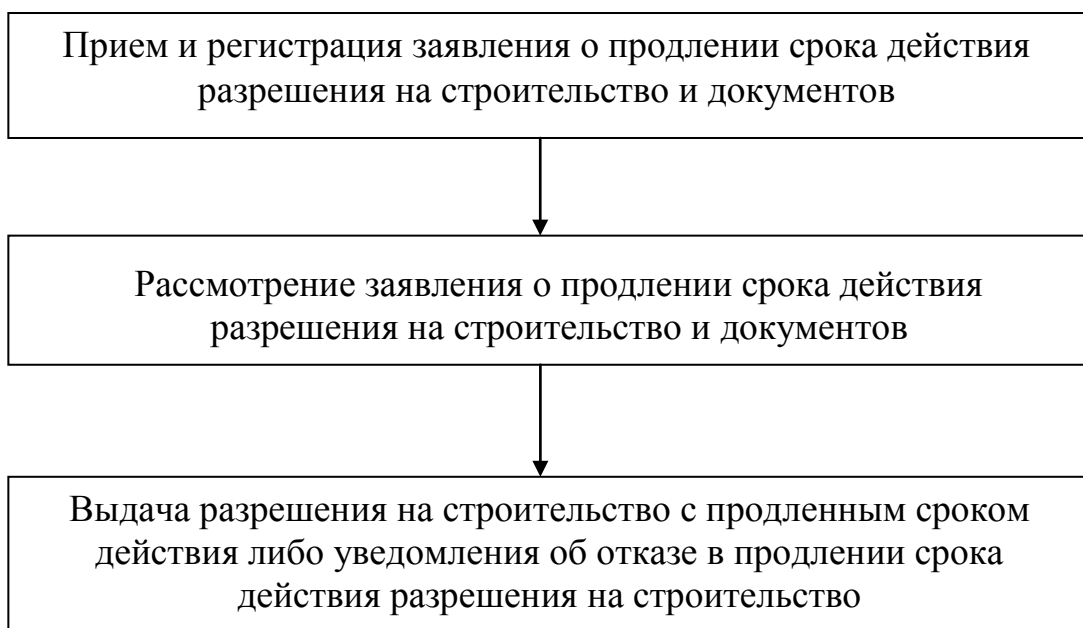 Прием и регистрация заявления о продлении срока действия
разрешения на строительство и документов
Рассмотрение заявления о продлении срока действия
разрешения на строительство и документов
Выдача разрешения на строительство с продленным сроком
действия либо уведомления об отказе в продлении срока
действия разрешения на строительство